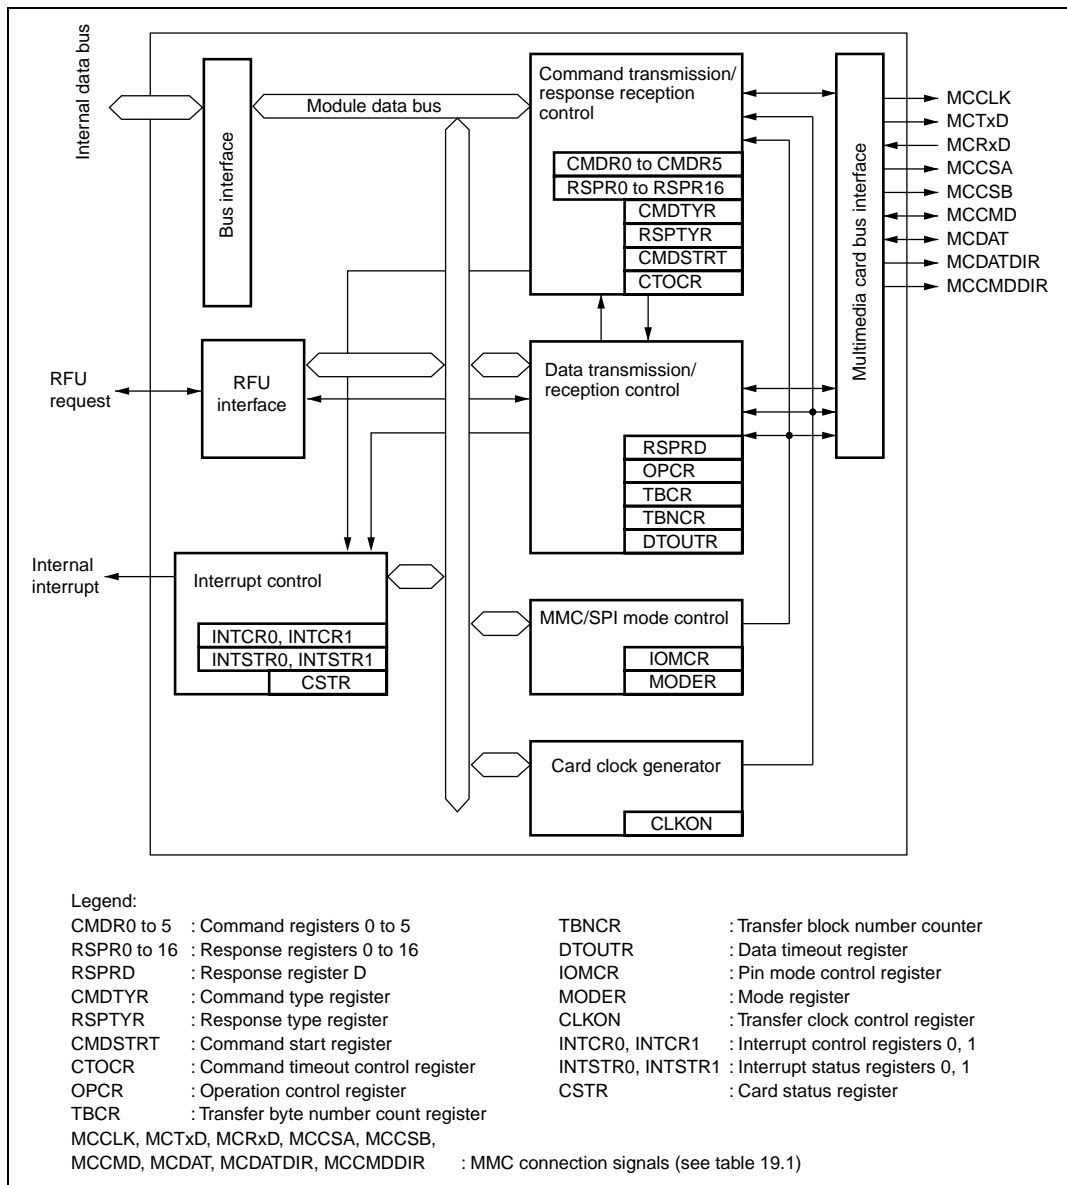 Internal data bus
Bus interface
Module data bus
Command transmission/
response reception
control
CMDR0 to CMDR5
RSPR0 to RSPR16
CMDTYR
RSPTYR
CMDSTRT
CTOCR
Multimedia card bus interface
MCCLK
MCTxD
MCRxD
MCCSA
MCCSB
MCCMD
MCDAT
MCDATDIR
MCCMDDIR
RFU
request
RFU
interface
Data transmission/
reception control
RSPRD
OPCR
TBCR
TBNCR
DTOUTR
Internal
interrupt
Interrupt control
INTCR0, INTCR1
INTSTR0, INTSTR1
CSTR
MMC/SPI mode control
IOMCR
MODER
Card clock generator
CLKON
Legend:
CMDR0 to 5 : Command registers 0 to 5
RSPR0 to 16 : Response registers 0 to 16
RSPRD : Response register D
CMDTYR : Command type register
RSPTYR : Response type register
CMDSTRT : Command start register
CTOCR : Command timeout control register
OPCR : Operation control register
TBCR : Transfer byte number count register
TBNCR : Transfer block number counter
DTOUTR : Data timeout register
IOMCR : Pin mode control register
MODER : Mode register
CLKON : Transfer clock control register
INTCR0, INTCR1 : Interrupt control registers 0, 1
INTSTR0, INTSTR1 : Interrupt status registers 0, 1
CSTR : Card status register
MCCLK, MCTxD, MCRxD, MCCSA, MCCSB,
MCCMD, MCDAT, MCDATDIR, MCCMDDIR : MMC connection signals (see table 19.1)